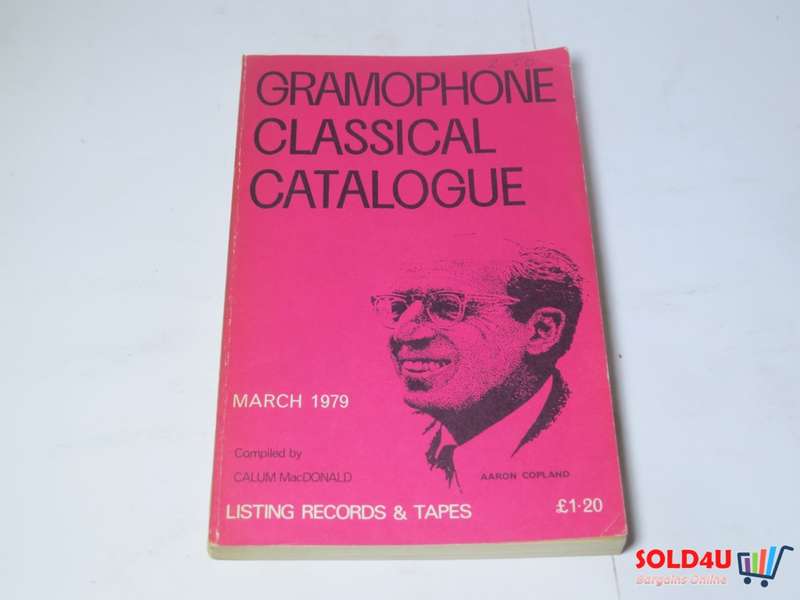 GRAMOPHONE
CLASSICAL
CATALOGUE
MARCH 1979
Compiled by
CALUM MacDONALD
AARON COPLAND
LISTING RECORDS & TAPES
£1·20
SOLD4U
Bargains Online